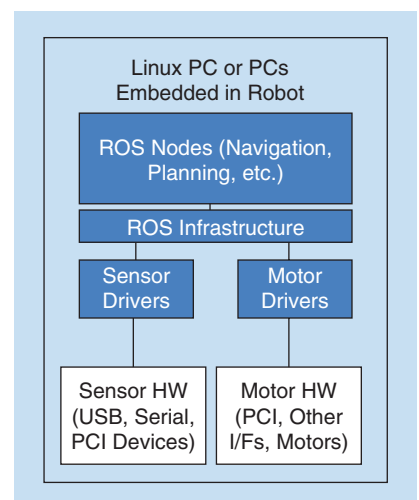 Linux PC or PCs
Embedded in Robot
ROS Nodes (Navigation,
Planning, etc.)
ROS Infrastructure
Sensor
Drivers
Motor
Drivers
Sensor HW
(USB, Serial,
PCI Devices)
Motor HW
(PCI, Other
I/Fs, Motors)